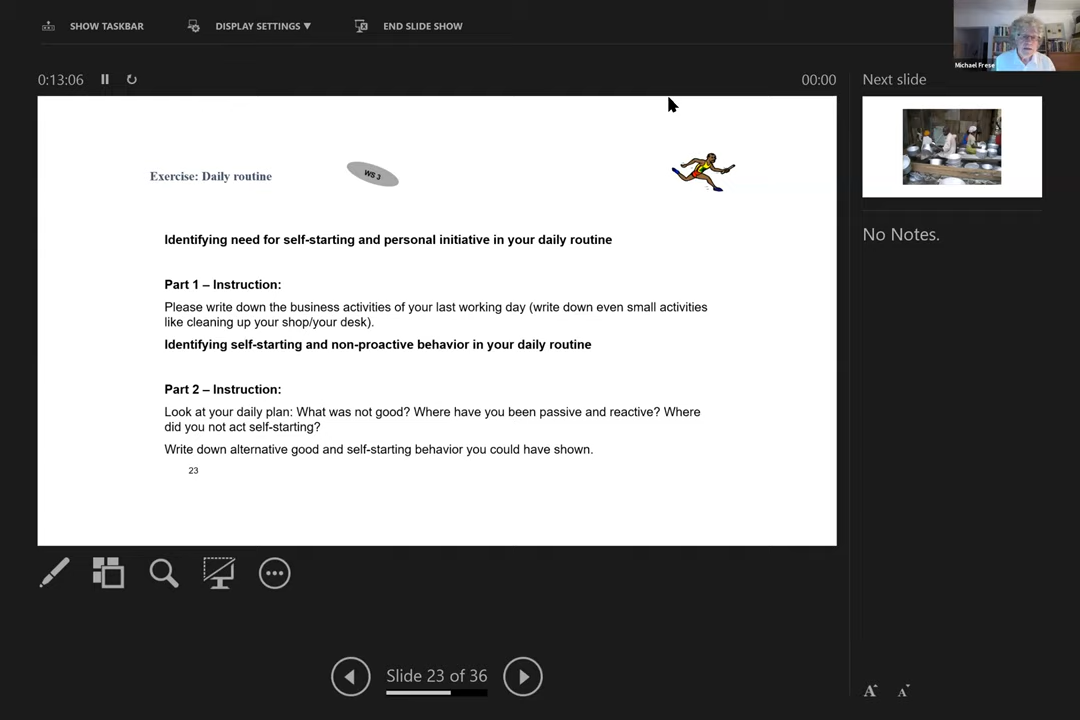 SHOW TASKBAR
DISPLAY SETTINGS ▼
END SLIDE SHOW
Michael Frese
0:13:06
00:00
Next slide
Exercise: Daily routine
WS 3
Identifying need for self-starting and personal initiative in your daily routine
Part 1 – Instruction:
Please write down the business activities of your last working day (write down even small activities
like cleaning up your shop/your desk).
Identifying self-starting and non-proactive behavior in your daily routine
Part 2 – Instruction:
Look at your daily plan: What was not good? Where have you been passive and reactive? Where
did you not act self-starting?
Write down alternative good and self-starting behavior you could have shown.
23
No Notes.
Slide 23 of 36
A A